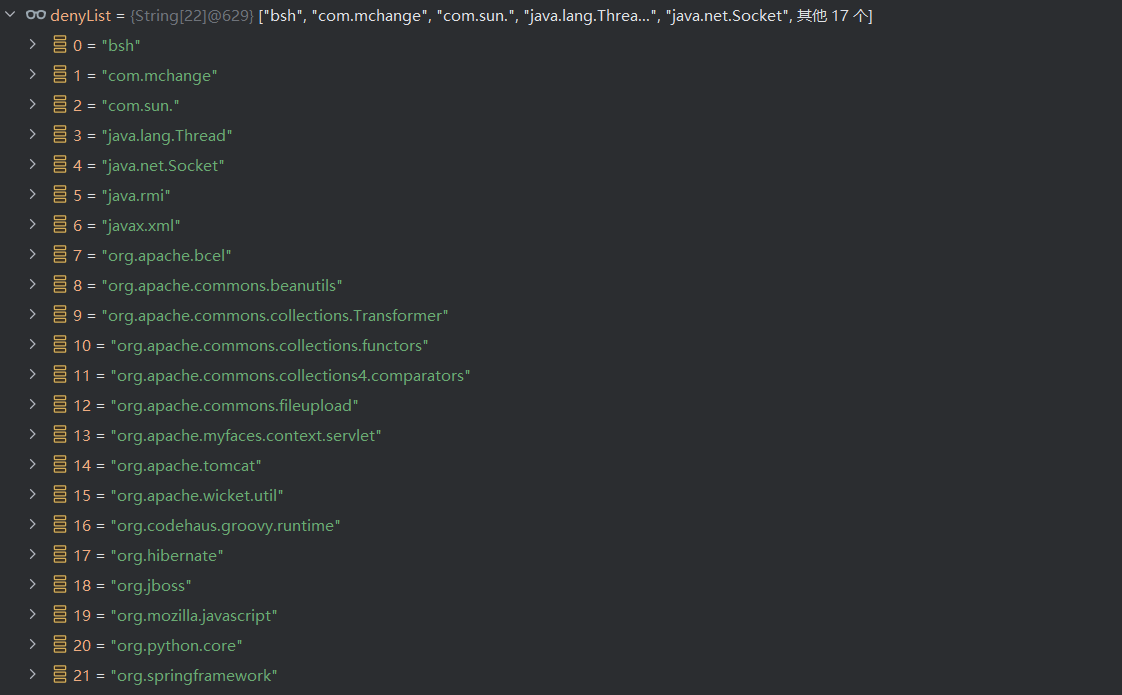 denyList = {String[22]@629} ["bsh", "com.mchange", "com.sun.", "java.lang.Threa...", "java.net.Socket", 其他 17 个]
0 = "bsh"
1 = "com.mchange"
2 = "com.sun."
3 = "java.lang.Thread"
4 = "java.net.Socket"
5 = "java.rmi"
6 = "javax.xml"
7 = "org.apache.bcel"
8 = "org.apache.commons.beanutils"
9 = "org.apache.commons.collections.Transformer"
10 = "org.apache.commons.collections.functors"
11 = "org.apache.commons.collections4.comparators"
12 = "org.apache.commons.fileupload"
13 = "org.apache.myfaces.context.servlet"
14 = "org.apache.tomcat"
15 = "org.apache.wicket.util"
16 = "org.codehaus.groovy.runtime"
17 = "org.hibernate"
18 = "org.jboss"
19 = "org.mozilla.javascript"
20 = "org.python.core"
21 = "org.springframework"